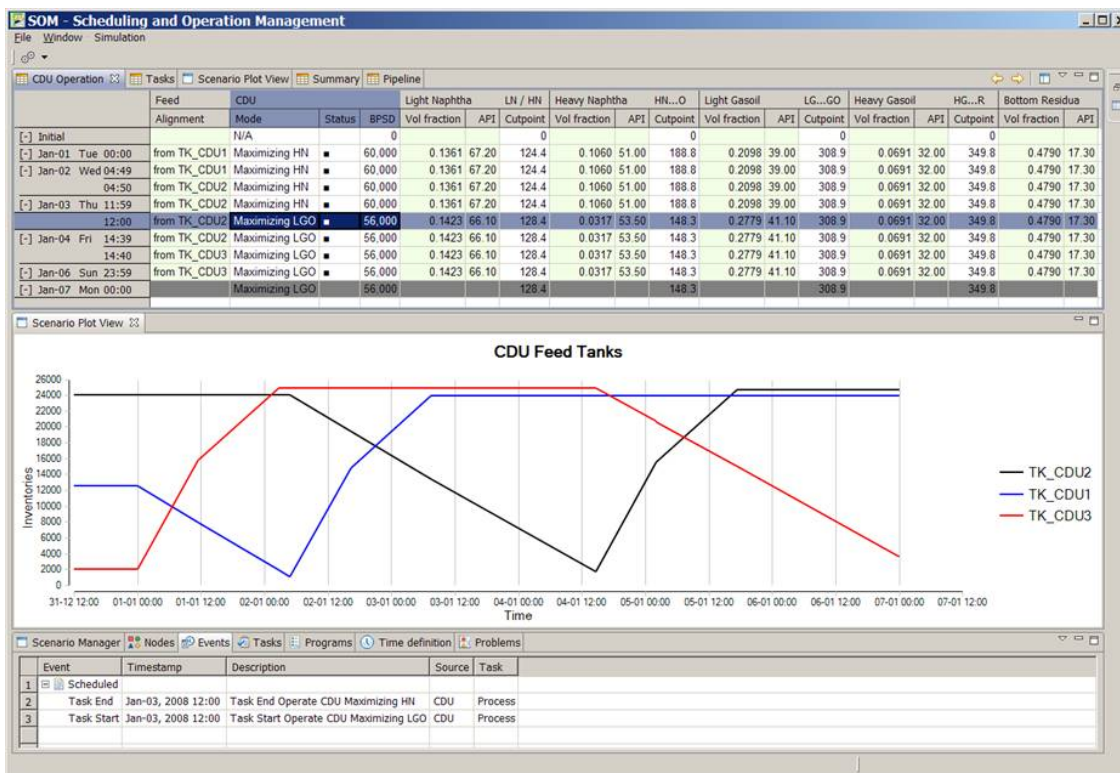 SOM - Scheduling and Operation Management
File Window Simulation
CDU Operation Tasks Scenario Plot View Summary Pipeline
Feed CDU Light Naphtha LN / HN Heavy Naphtha HN...O Light Gasoil LG...GO Heavy Gasoil HG...R Bottom Residua
Alignment Mode Status BPSD Vol fraction API Cutpoint Vol fraction API Cutpoint Vol fraction API Cutpoint Vol fraction API Cutpoint Vol fraction API
[-] Initial N/A 0 0 0 0 0
[-] Jan-01 Tue 00:00 from TK_CDU1 Maximizing HN ■ 60,000 0.1361 67.20 124.4 0.1060 51.00 188.8 0.2098 39.00 308.9 0.0691 32.00 349.8 0.4790 17.30
[-] Jan-02 Wed 04:49 from TK_CDU1 Maximizing HN ■ 60,000 0.1361 67.20 124.4 0.1060 51.00 188.8 0.2098 39.00 308.9 0.0691 32.00 349.8 0.4790 17.30
04:50 from TK_CDU2 Maximizing HN ■ 60,000 0.1361 67.20 124.4 0.1060 51.00 188.8 0.2098 39.00 308.9 0.0691 32.00 349.8 0.4790 17.30
[-] Jan-03 Thu 11:59 from TK_CDU2 Maximizing HN ■ 60,000 0.1361 67.20 124.4 0.1060 51.00 188.8 0.2098 39.00 308.9 0.0691 32.00 349.8 0.4790 17.30
12:00 from TK_CDU2 Maximizing LGO ■ 56,000 0.1423 66.10 128.4 0.0317 53.50 148.3 0.2779 41.10 308.9 0.0691 32.00 349.8 0.4790 17.30
[-] Jan-04 Fri 14:39 from TK_CDU2 Maximizing LGO ■ 56,000 0.1423 66.10 128.4 0.0317 53.50 148.3 0.2779 41.10 308.9 0.0691 32.00 349.8 0.4790 17.30
14:40 from TK_CDU3 Maximizing LGO ■ 56,000 0.1423 66.10 128.4 0.0317 53.50 148.3 0.2779 41.10 308.9 0.0691 32.00 349.8 0.4790 17.30
[-] Jan-06 Sun 23:59 from TK_CDU3 Maximizing LGO ■ 56,000 0.1423 66.10 128.4 0.0317 53.50 148.3 0.2779 41.10 308.9 0.0691 32.00 349.8 0.4790 17.30
[-] Jan-07 Mon 00:00 Maximizing LGO 56,000 128.4 148.3 308.9 349.8
Scenario Plot View
CDU Feed Tanks
26000
24000
22000
20000
18000
16000
14000
12000
10000
8000
6000
4000
2000
0
Inventories
TK_CDU2
TK_CDU1
TK_CDU3
31-12 12:00 01-01 00:00 01-01 12:00 02-01 00:00 02-01 12:00 03-01 00:00 03-01 12:00 04-01 00:00 04-01 12:00 05-01 00:00 05-01 12:00 06-01 00:00 06-01 12:00 07-01 00:00 07-01 12:00
Time
Scenario Manager Nodes Events Tasks Programs Time definition Problems
Event Timestamp Description Source Task
1 Scheduled
2 Task End Jan-03, 2008 12:00 Task End Operate CDU Maximizing HN CDU Process
3 Task Start Jan-03, 2008 12:00 Task Start Operate CDU Maximizing LGO CDU Process